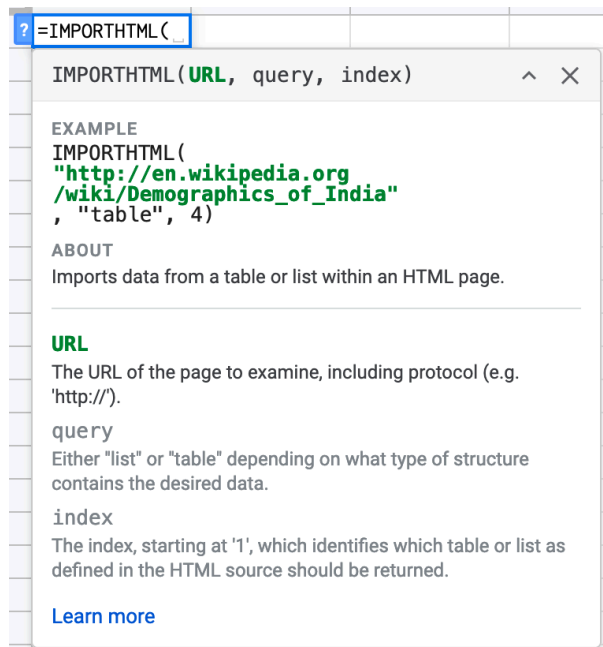 ?
=IMPORTHTML(
IMPORTHTML(URL, query, index)
EXAMPLE
IMPORTHTML(
"http://en.wikipedia.org
/wiki/Demographics_of_India"
, "table", 4)
ABOUT
Imports data from a table or list within an HTML page.
URL
The URL of the page to examine, including protocol (e.g.
'http://').
query
Either "list" or "table" depending on what type of structure
contains the desired data.
index
The index, starting at '1', which identifies which table or list as
defined in the HTML source should be returned.
Learn more